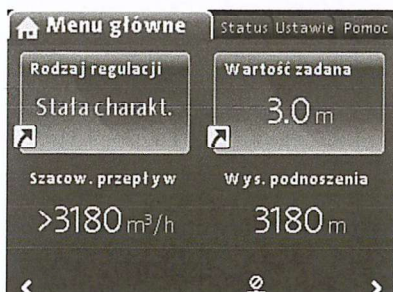 Menu główne Status Ustawie Pomoc
Rodzaj regulacji
Stała charakt.
Wartość zadana
3.0 m
Szacow. przepływ
>3180 m³/h
Wys. podnoszenia
3180 m